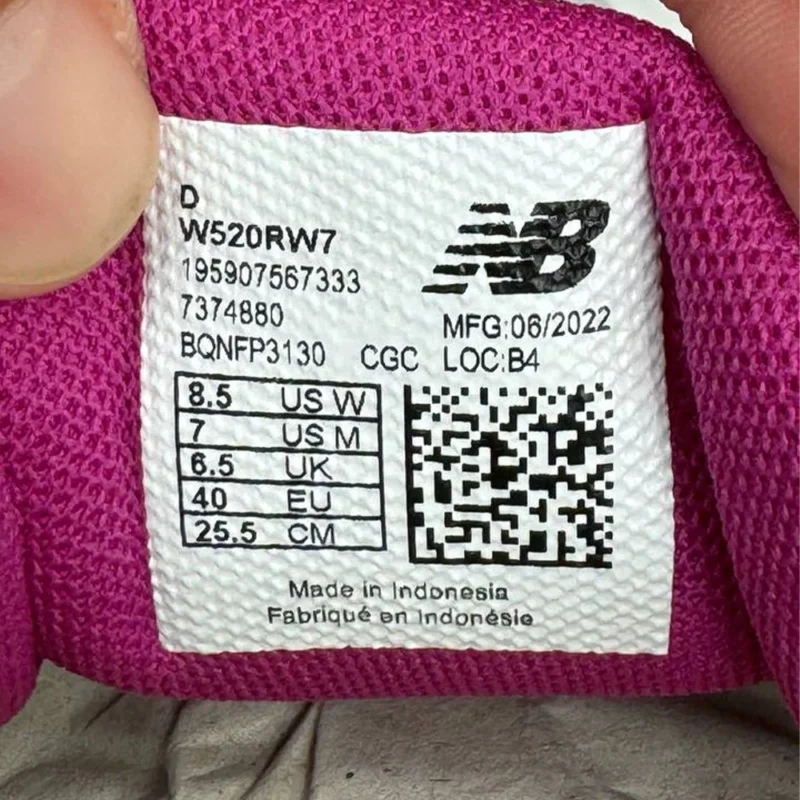 D
W520RW7
195907567333
7374880
BQNFP3130 CGC
NB
MFG:06/2022
LOC:B4
8.5 US W
7 US M
6.5 UK
40 EU
25.5 CM
Made in Indonesia
Fabriqué en Indonésie